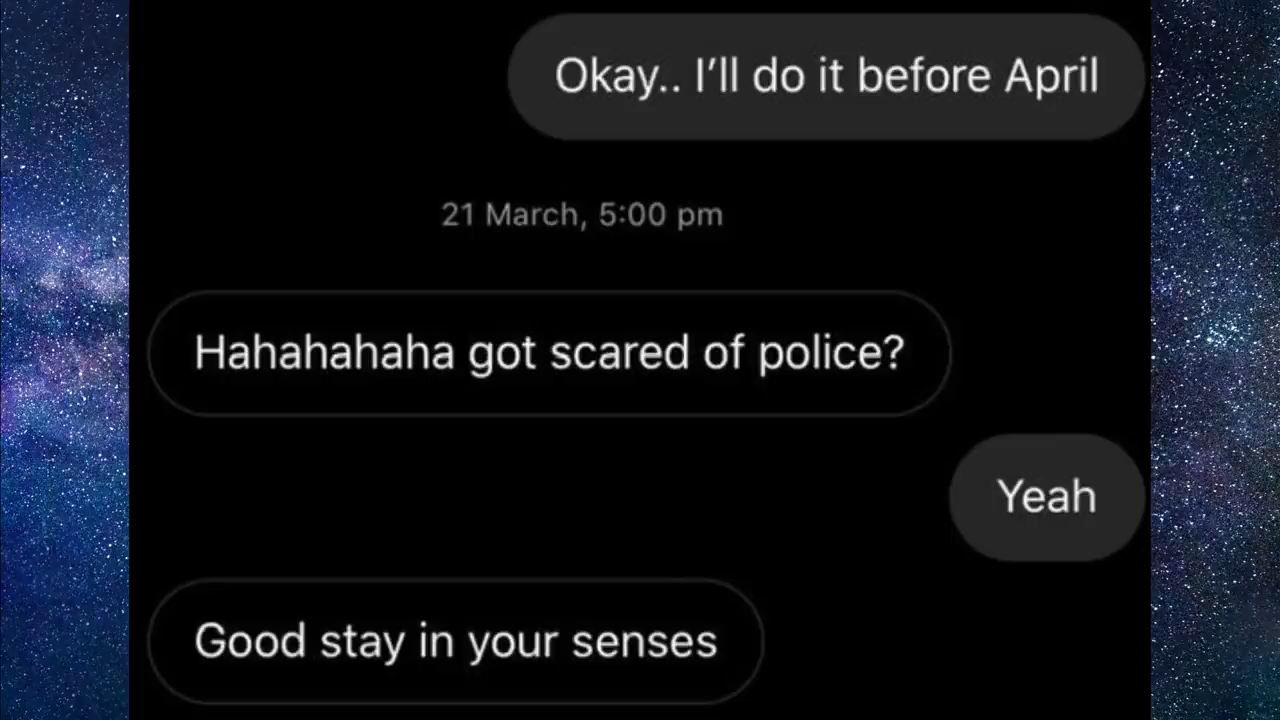 Okay.. I’ll do it before April
21 March, 5:00 pm
Hahahahaha got scared of police?
Yeah
Good stay in your senses